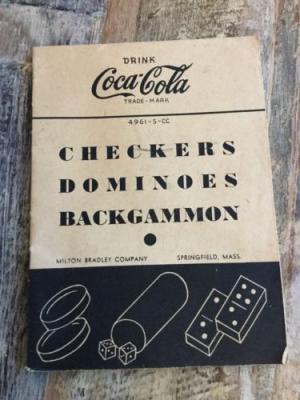 DRINK
Coca-Cola
TRADE-MARK
4961-S-CC
CHECKERS
DOMINOES
BACKGAMMON
MILTON BRADLEY COMPANY SPRINGFIELD, MASS.